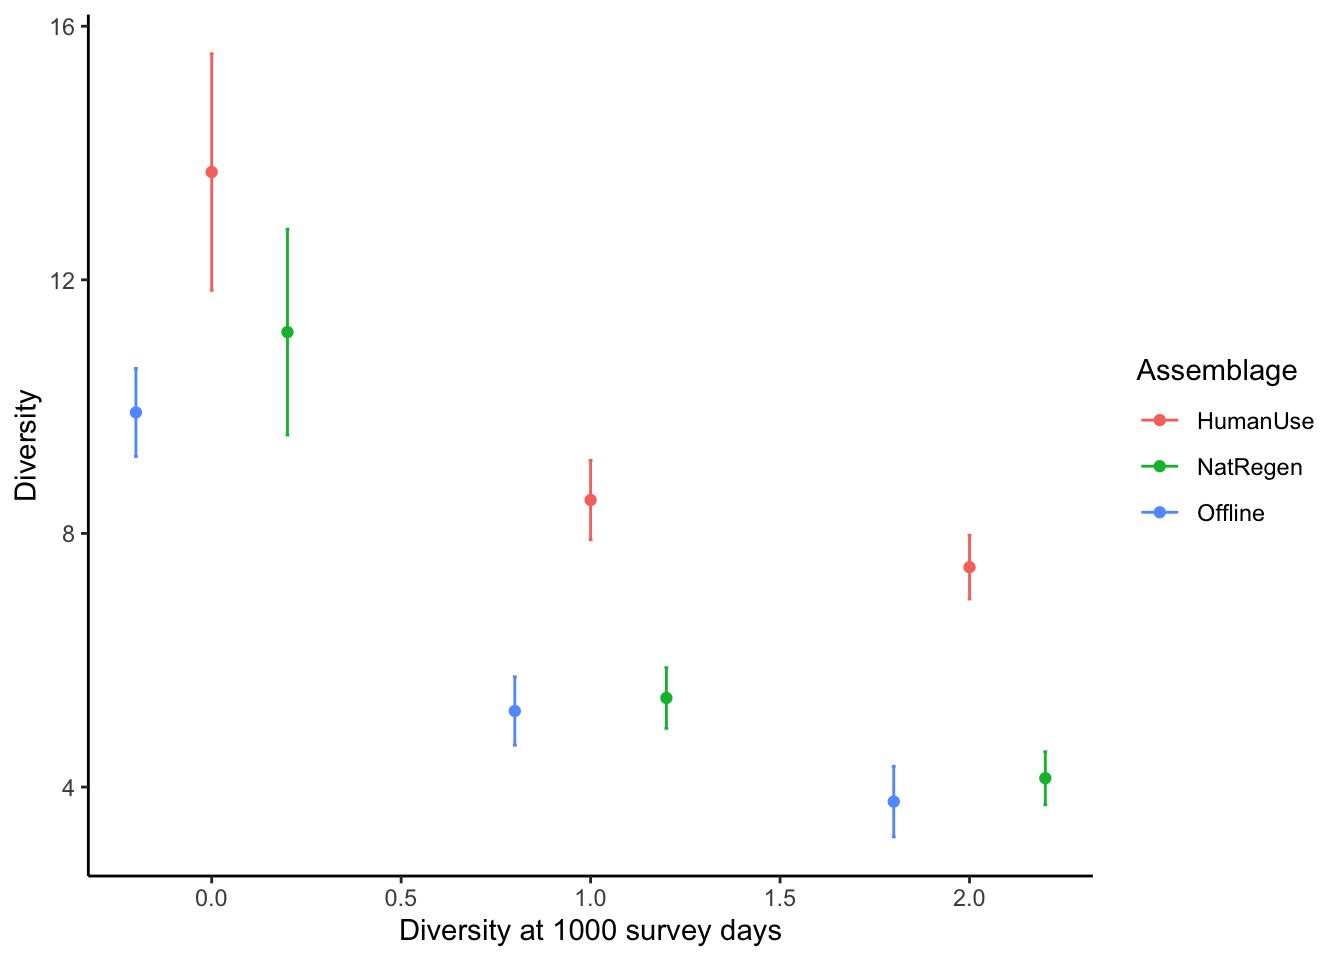 16
12
8
4
Diversity
0.0 0.5 1.0 1.5 2.0
Diversity at 1000 survey days
Assemblage
HumanUse
NatRegen
Offline